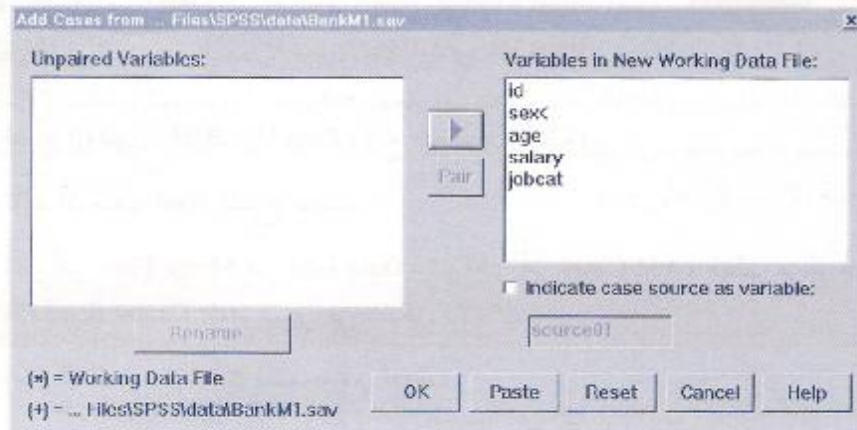 Add Cases from ... Files\SPSS\data\BankM1.sav
Unpaired Variables:
Variables in New Working Data File:
id
sex<
age
salary
jobcat
Pair
Indicate case source as variable:
Rename...
source01
(*) = Working Data File
(+) = ... Files\SPSS\data\BankM1.sav
OK
Paste
Reset
Cancel
Help